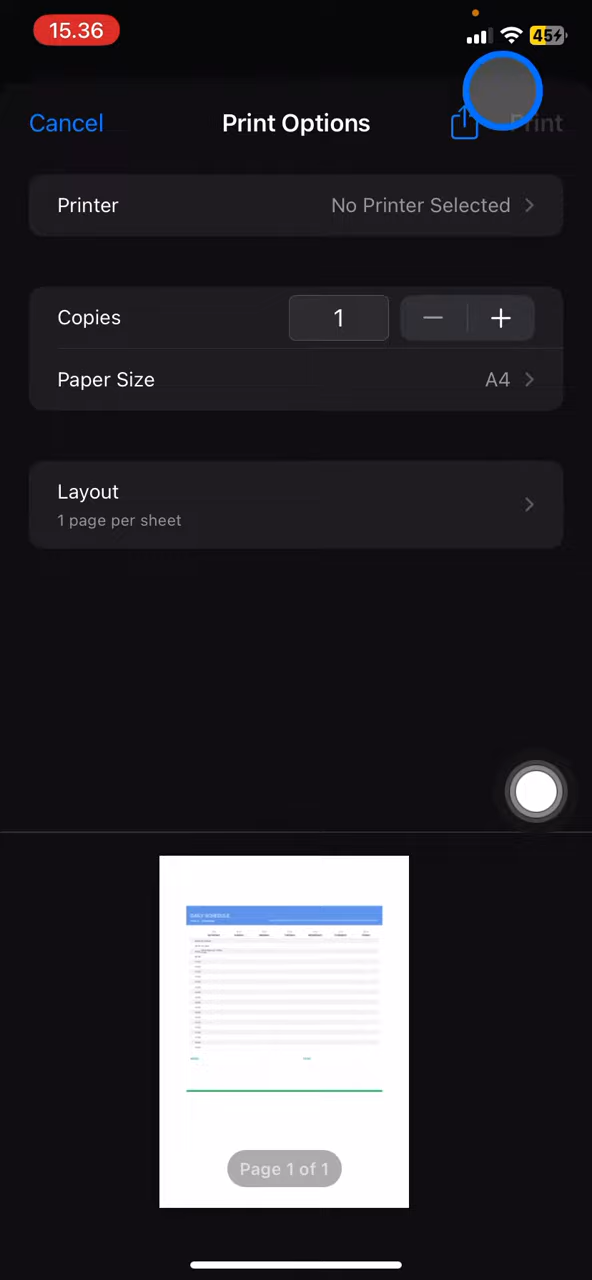 15.36
45
Cancel
Print Options
Print
Printer
No Printer Selected
Copies
1
Paper Size
A4
Layout
1 page per sheet
DAILY SCHEDULE
Page 1 of 1